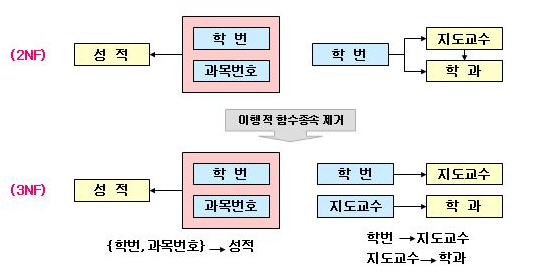 (2NF)
성 적
학 번
과목번호
학 번
지도교수
학 과
이행적 함수종속 제거
(3NF)
성 적
학 번
과목번호
학 번
지도교수
지도교수
학 과
{학번, 과목번호} → 성적
학번 → 지도교수
지도교수 → 학과